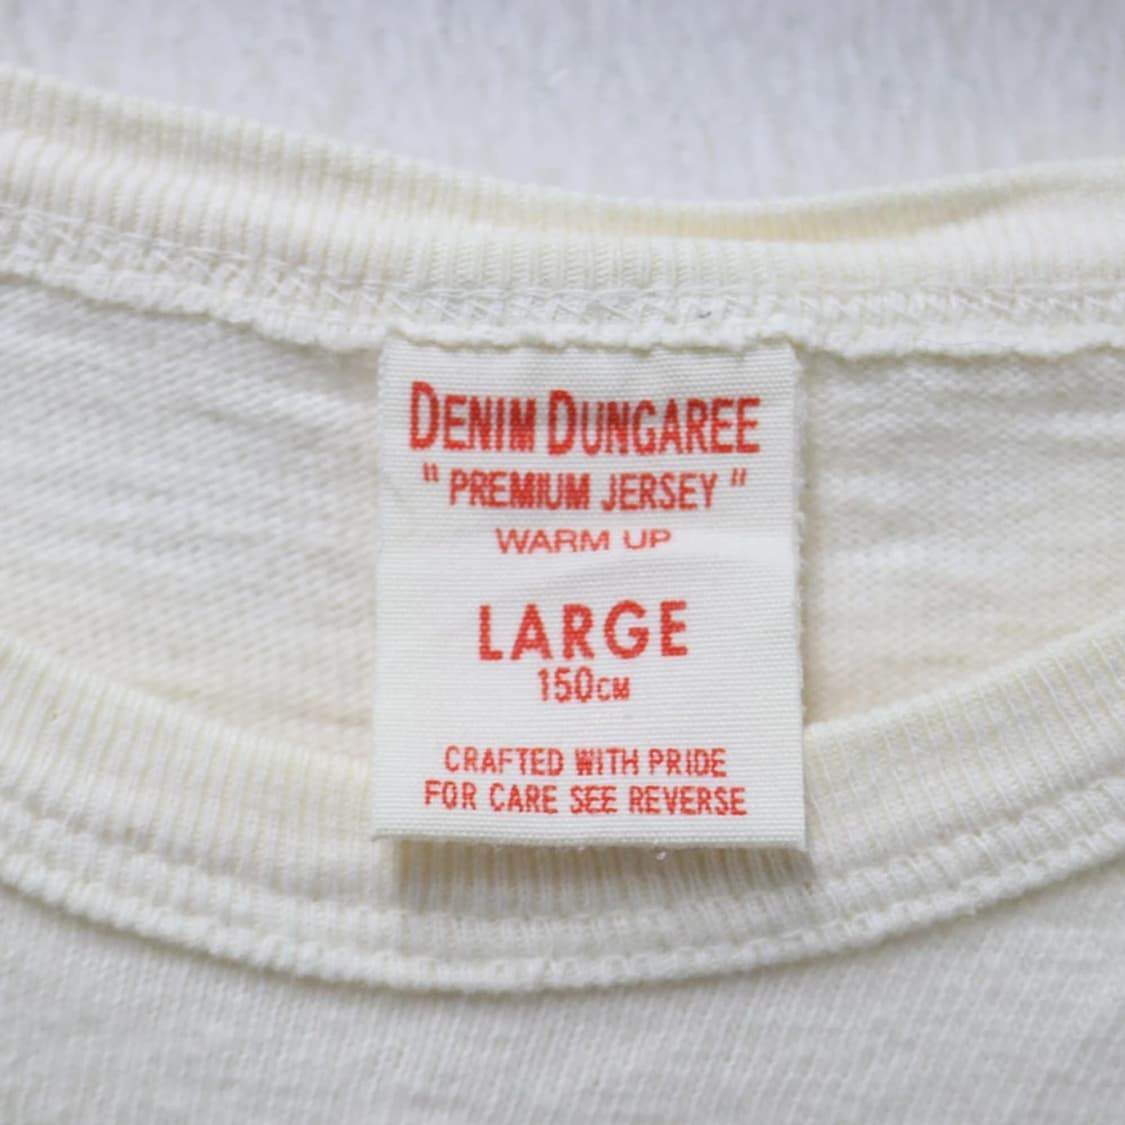 DENIM DUNGAREE
" PREMIUM JERSEY "
WARM UP
LARGE
150CM
CRAFTED WITH PRIDE
FOR CARE SEE REVERSE